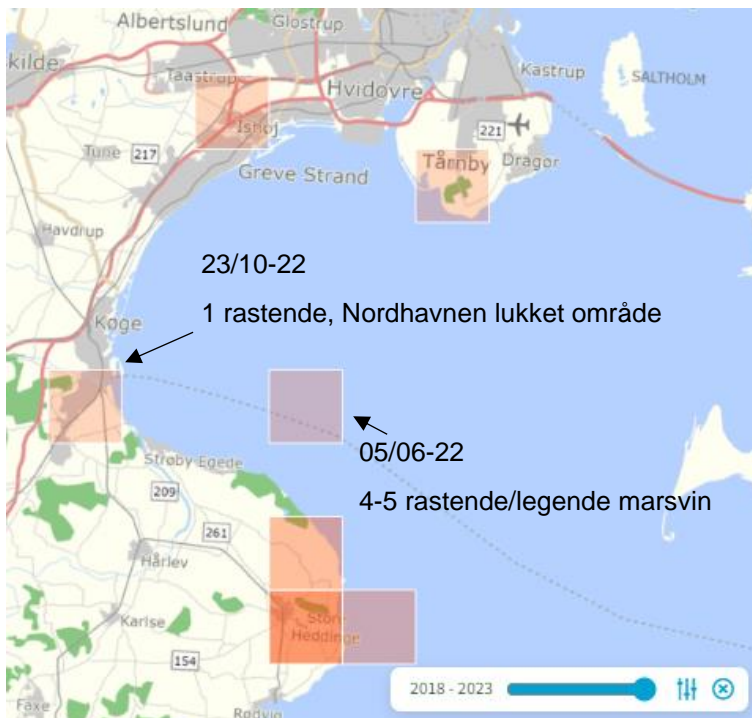 Albertslund
Glostrup
kilde
Taastrup
Hvidovre
Kastrup
SALTHOLM
Ishøj
221
Tune
217
Tårnby
Dragør
Greve Strand
Havdrup
23/10-22
1 rastende, Nordhavnen lukket område
Køge
05/06-22
Strøby Egede
4-5 rastende/legende marsvin
209
261
Hårlev
Karise
Store
Heddinge
154
2018 - 2023
Faxe
Rødvig